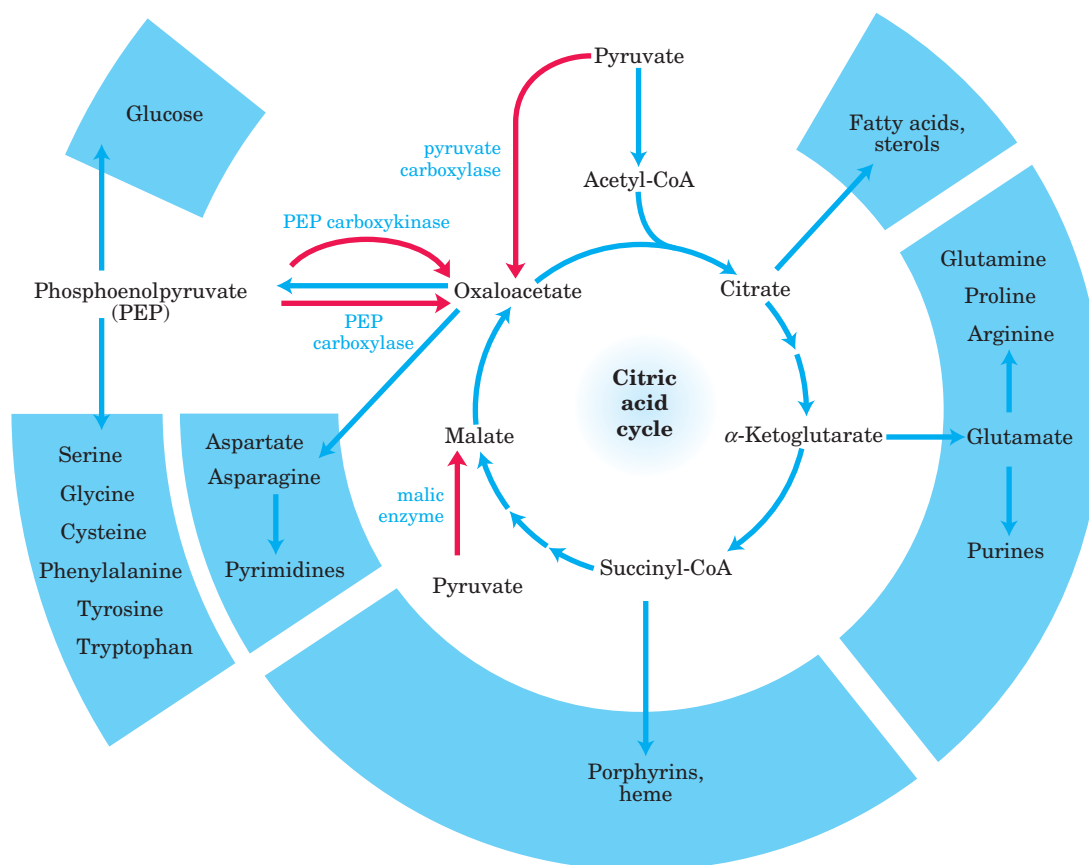 Pyruvate
Glucose
Fatty acids,
sterols
pyruvate
carboxylase
Acetyl-CoA
PEP carboxykinase
Glutamine
Phosphoenolpyruvate
(PEP)
Oxaloacetate
Citrate
Proline
PEP
carboxylase
Arginine
Citric
acid
cycle
Serine
Glycine
Cysteine
Phenylalanine
Tyrosine
Tryptophan
Aspartate
Asparagine
Pyrimidines
Malate
α-Ketoglutarate
Glutamate
malic
enzyme
Purines
Pyruvate
Succinyl-CoA
Porphyrins,
heme